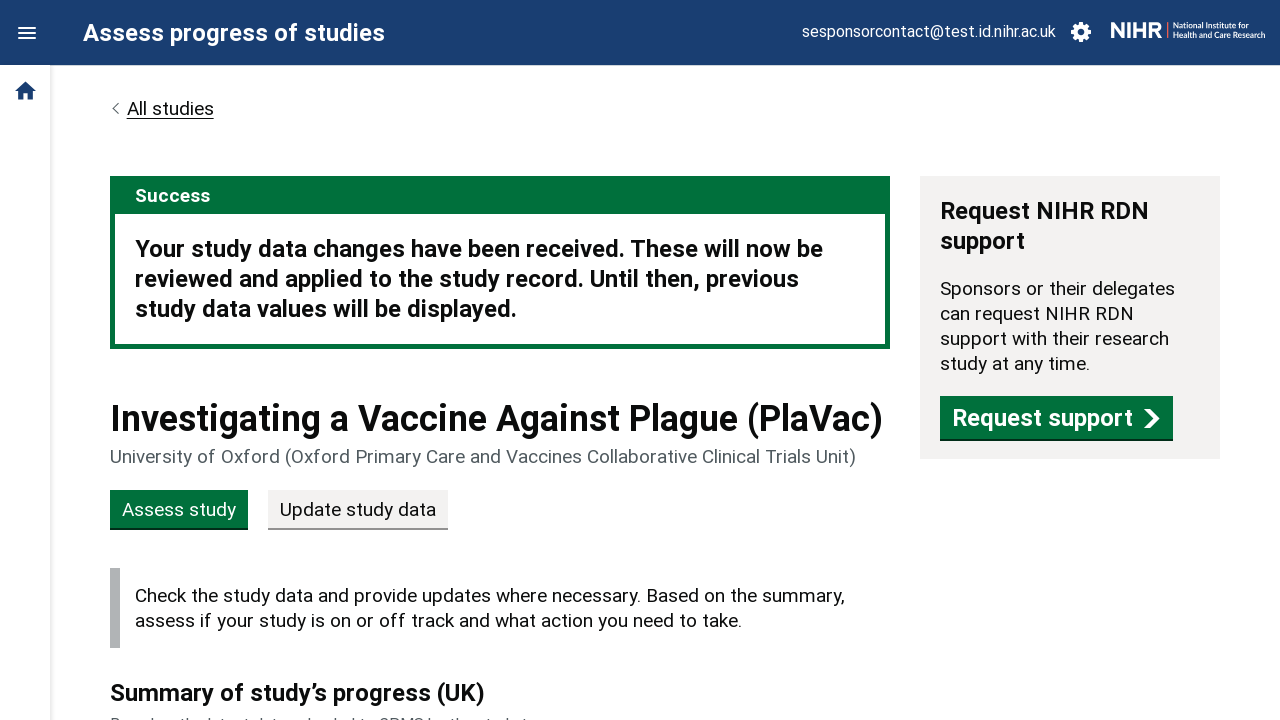 Assess progress of studies
sesponsorcontact@test.id.nihr.ac.uk
NIHR | National Institute for
Health and Care Research
All studies
Success
Your study data changes have been received. These will now be
reviewed and applied to the study record. Until then, previous
study data values will be displayed.
Request NIHR RDN
support
Sponsors or their delegates
can request NIHR RDN
support with their research
study at any time.
Request support
Investigating a Vaccine Against Plague (PlaVac)
University of Oxford (Oxford Primary Care and Vaccines Collaborative Clinical Trials Unit)
Assess study
Update study data
Check the study data and provide updates where necessary. Based on the summary,
assess if your study is on or off track and what action you need to take.
Summary of study’s progress (UK)